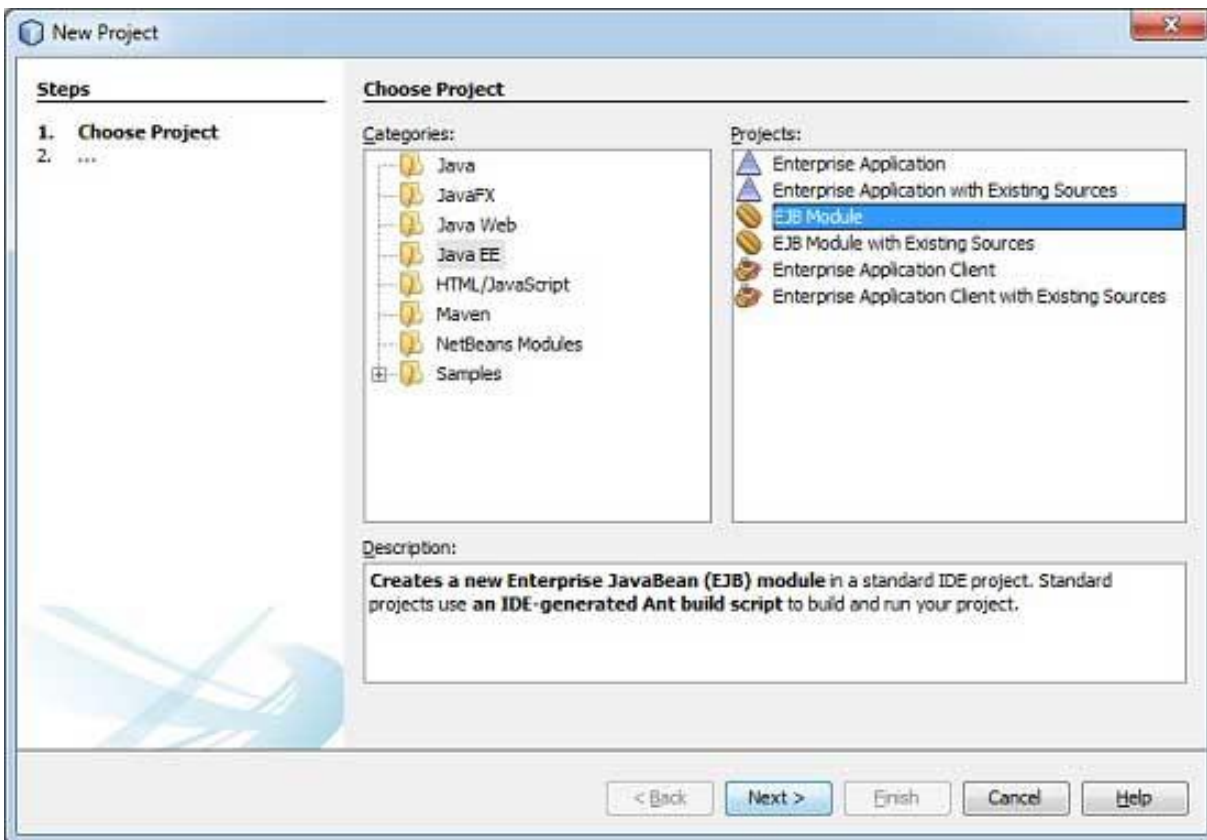 New Project
Steps
1. Choose Project
2. ...
Choose Project
Categories:
Java
JavaFX
Java Web
Java EE
HTML/JavaScript
Maven
NetBeans Modules
Samples
Projects:
Enterprise Application
Enterprise Application with Existing Sources
EJB Module
EJB Module with Existing Sources
Enterprise Application Client
Enterprise Application Client with Existing Sources
Description:
Creates a new Enterprise JavaBean (EJB) module in a standard IDE project. Standard
projects use an IDE-generated Ant build script to build and run your project.
< Back Next > Finish Cancel Help